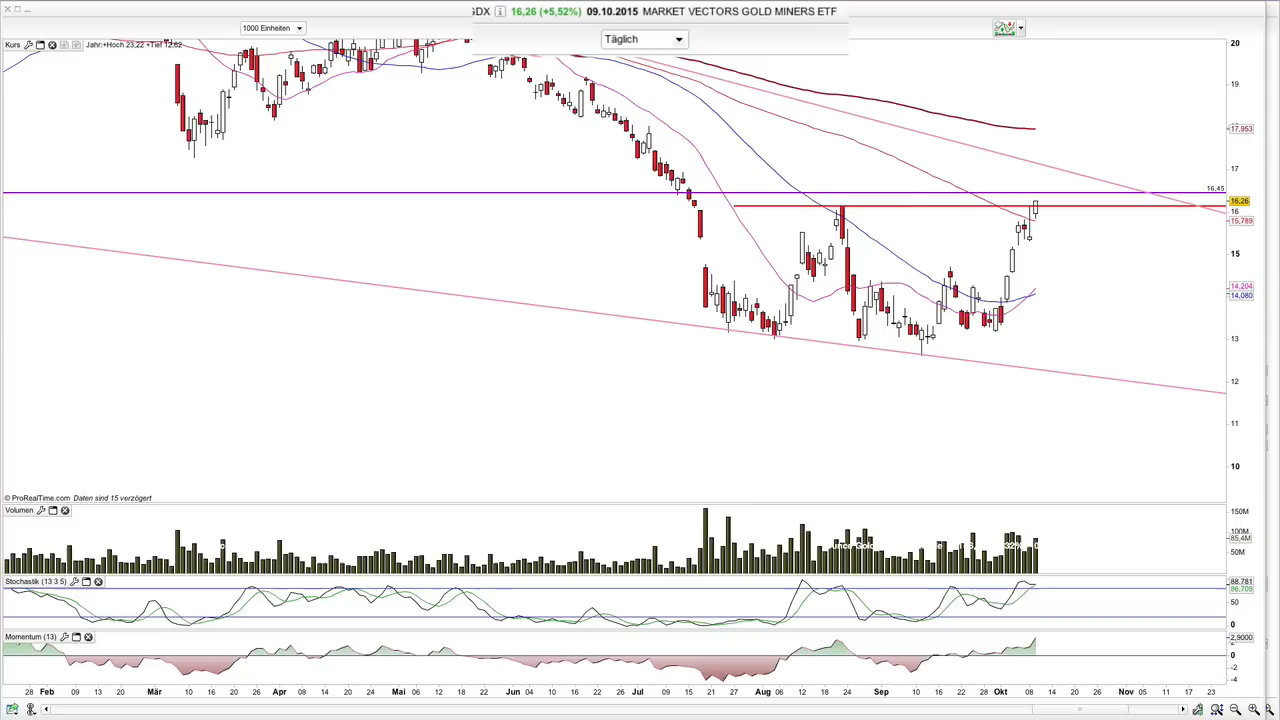 GDX 16,26 (+5,52%) 09.10.2015 MARKET VECTORS GOLD MINERS ETF
1000 Einheiten
Täglich
Kurs Jahr:+Hoch 23,22 +Tief 12,62
20
19
17,953
17
16,45
16,26
16
15,789
15
14,204
14,080
13
12
11
10
© ProRealTime.com Daten sind 15 verzögert
Volumen
150M
100M
85,4M
50M
Stochastik (13 3 5)
88,781
86,709
50
0
Momentum (13)
2,9000
0
-2
-4
28 Feb 09 13 20 Mär 10 16 20 26 Apr 10 14 20 24 Mai 06 12 18 22 Jun 04 10 16 22 26 Jul 09 15 21 27 Aug 06 12 18 24 Sep 10 16 22 28 Okt 08 14 20 26 Nov 05 11 17 23